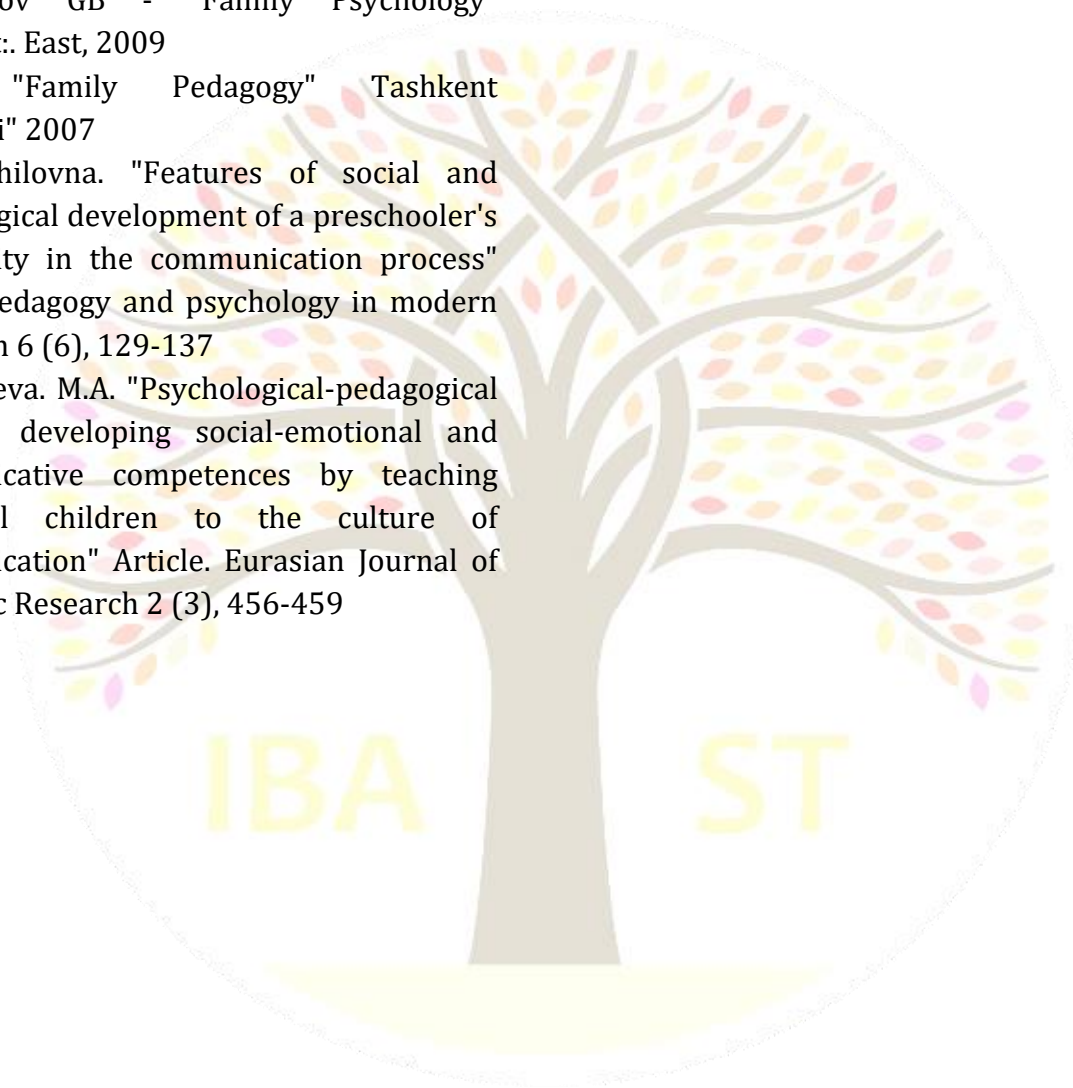 GB - "Family Psychology
:. East, 2009
"Family Pedagogy" Tashkent
i" 2007
hilovna. "Features of social and
gical development of a preschooler's
ity in the communication process"
edagogy and psychology in modern
n 6 (6), 129-137
eva. M.A. "Psychological-pedagogical
developing social-emotional and
icative competences by teaching
l children to the culture of
ication" Article. Eurasian Journal of
c Research 2 (3), 456-459
IBA ST